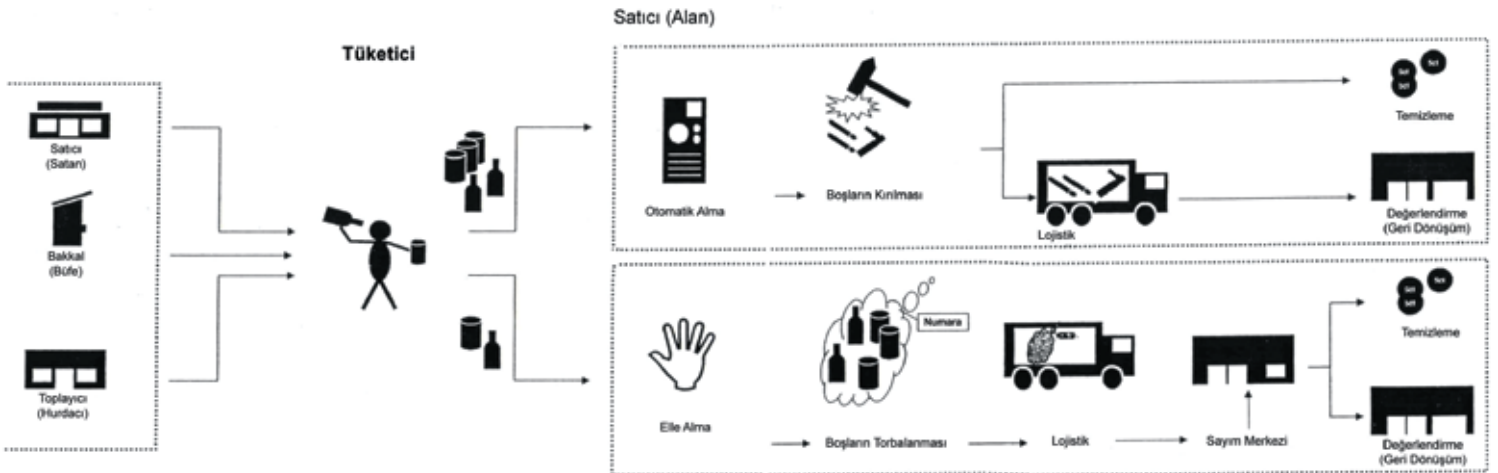 Satıcı (Alan)
Tüketici
Satıcı
(Satan)
Bakkal
(Büfe)
Toplayıcı
(Hurdacı)
Otomatik Alma
Boşların Kırılması
Lojistik
Temizleme
Değerlendirme
(Geri Dönüşüm)
Elle Alma
Numara
Boşların Torbalanması
Lojistik
Sayım Merkezi
Temizleme
Değerlendirme
(Geri Dönüşüm)